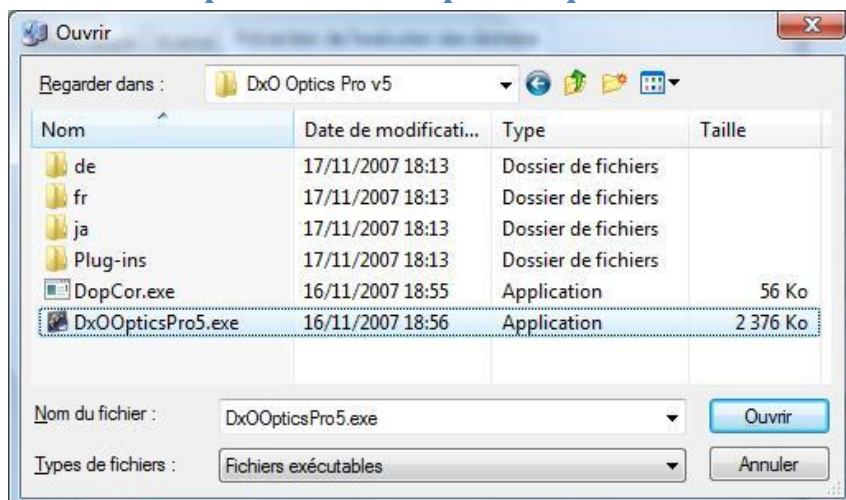 Ouvrir
Regarder dans : DxO Optics Pro v5
Nom Date de modificati... Type Taille
de 17/11/2007 18:13 Dossier de fichiers
fr 17/11/2007 18:13 Dossier de fichiers
ja 17/11/2007 18:13 Dossier de fichiers
Plug-ins 17/11/2007 18:13 Dossier de fichiers
DopCor.exe 16/11/2007 18:55 Application 56 Ko
DxOOpticsPro5.exe 16/11/2007 18:56 Application 2 376 Ko
Nom du fichier : DxOOpticsPro5.exe Ouvrir
Types de fichiers : Fichiers exécutables Annuler